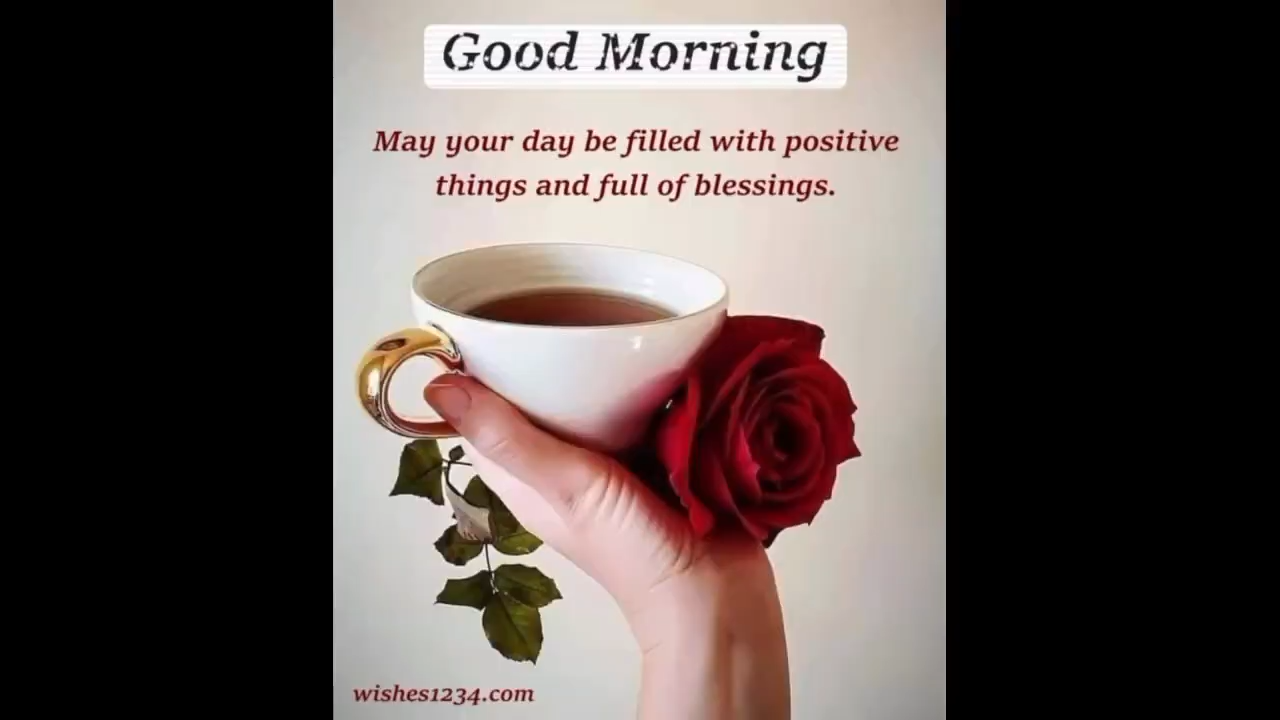 Good Morning
May your day be filled with positive
things and full of blessings.
wishes1234.com